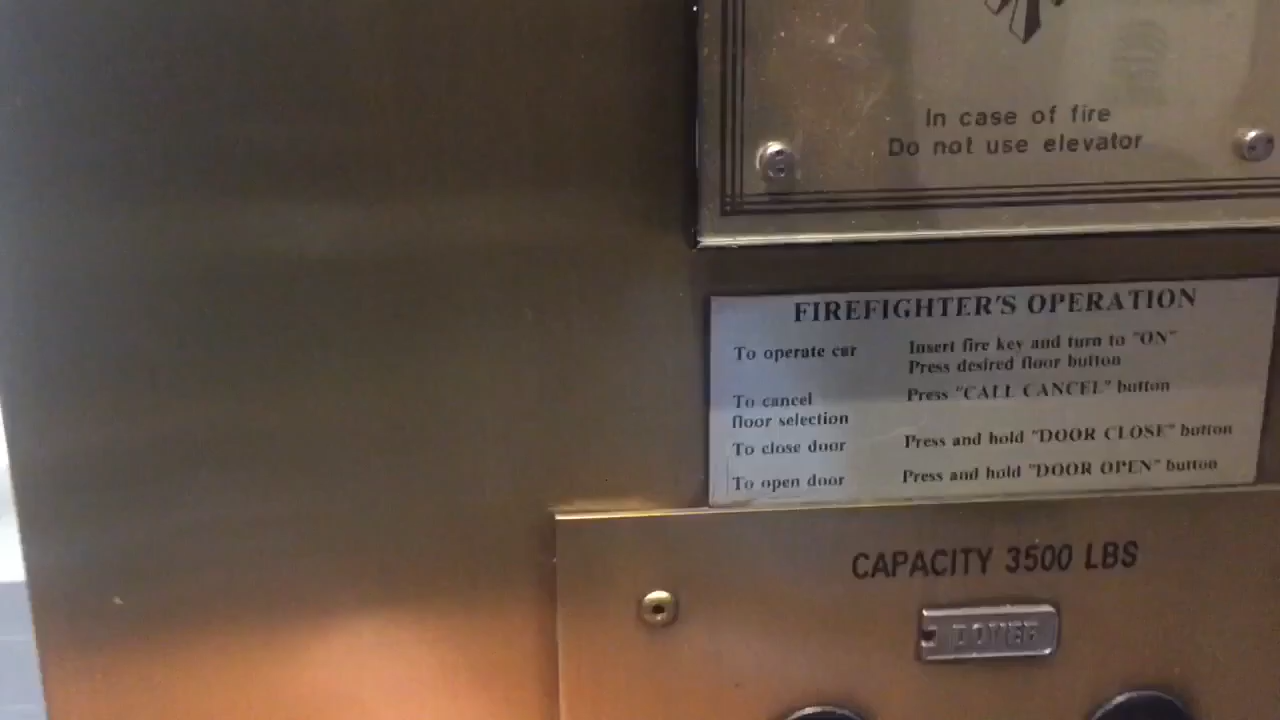 In case of fire
Do not use elevator
FIREFIGHTER'S OPERATION
To operate car Insert fire key and turn to "ON"
Press desired floor button
To cancel Press "CALL CANCEL" button
floor selection
To close door Press and hold "DOOR CLOSE" button
To open door Press and hold "DOOR OPEN" button
CAPACITY 3500 LBS
DOVER